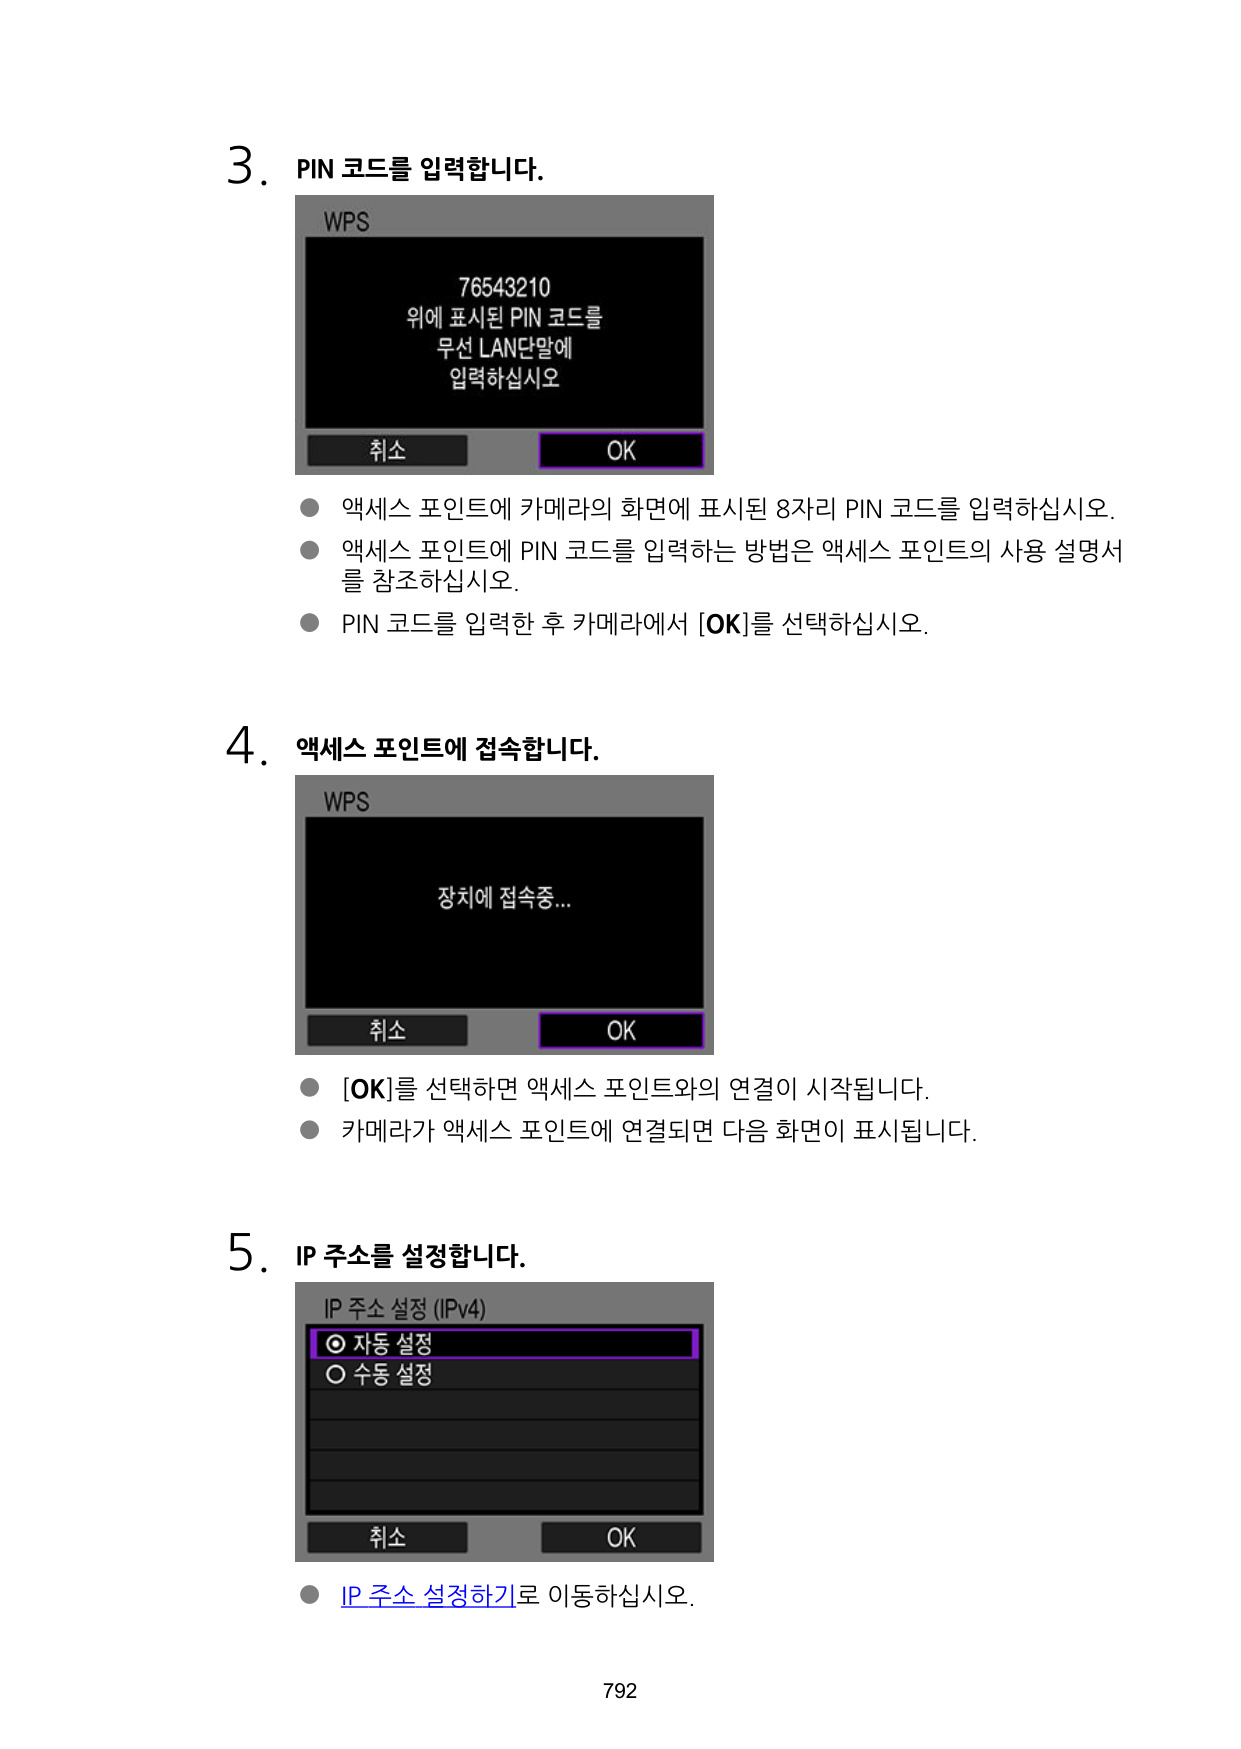 3. PIN 코드를 입력합니다.
WPS
76543210
위에 표시된 PIN 코드를
무선 LAN단말에
입력하십시오
취소 OK
● 액세스 포인트에 카메라의 화면에 표시된 8자리 PIN 코드를 입력하십시오.
● 액세스 포인트에 PIN 코드를 입력하는 방법은 액세스 포인트의 사용 설명서
를 참조하십시오.
● PIN 코드를 입력한 후 카메라에서 [OK]를 선택하십시오.
4. 액세스 포인트에 접속합니다.
WPS
장치에 접속중...
취소 OK
● [OK]를 선택하면 액세스 포인트와의 연결이 시작됩니다.
● 카메라가 액세스 포인트에 연결되면 다음 화면이 표시됩니다.
5. IP 주소를 설정합니다.
IP 주소 설정 (IPv4)
자동 설정
수동 설정
취소 OK
● IP 주소 설정하기로 이동하십시오.
792